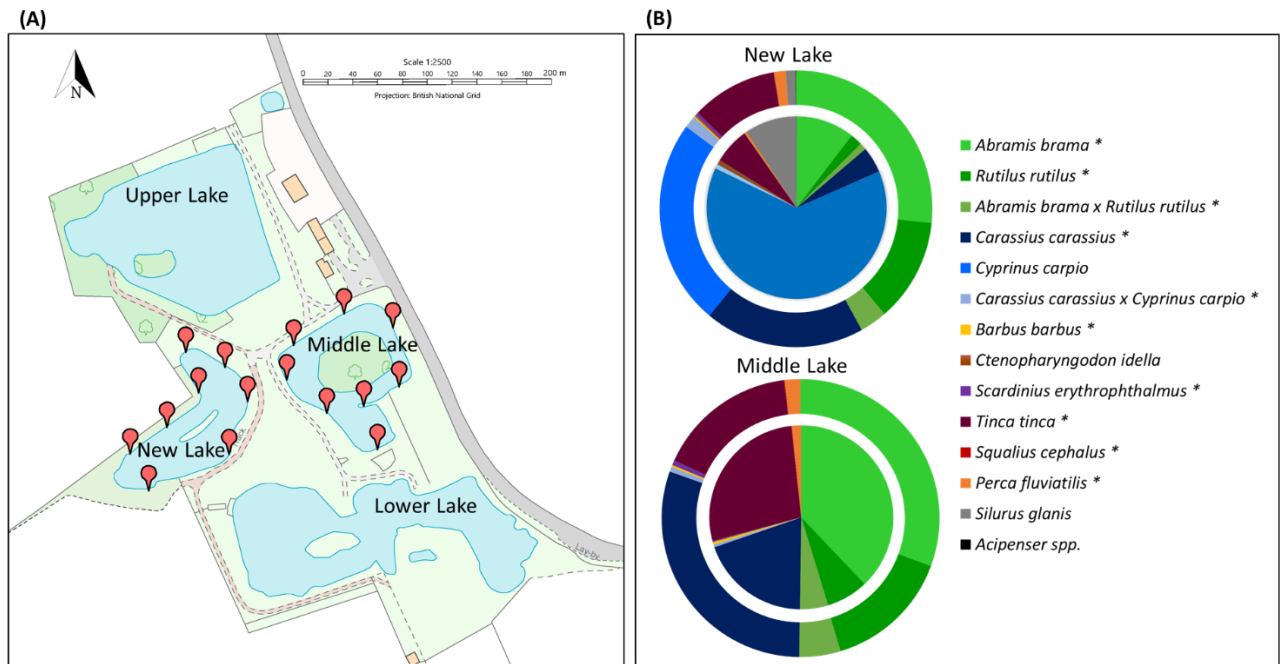 (A)
N
Scale 1:2500
0 20 40 60 80 100 120 140 160 200 m
Projection: British National Grid
Upper Lake
Middle Lake
New Lake
Lower Lake
(B)
New Lake
Middle Lake
Abramis brama *
Rutilus rutilus *
Abramis brama x Rutilus rutilus *
Carassius carassius *
Cyprinus carpio
Carassius carassius x Cyprinus carpio *
Barbus barbus *
Ctenopharyngodon idella
Scardinius erythrophthalmus *
Tinca tinca *
Squalius cephalus *
Perca fluviatilis *
Silurus glanis
Acipenser spp.